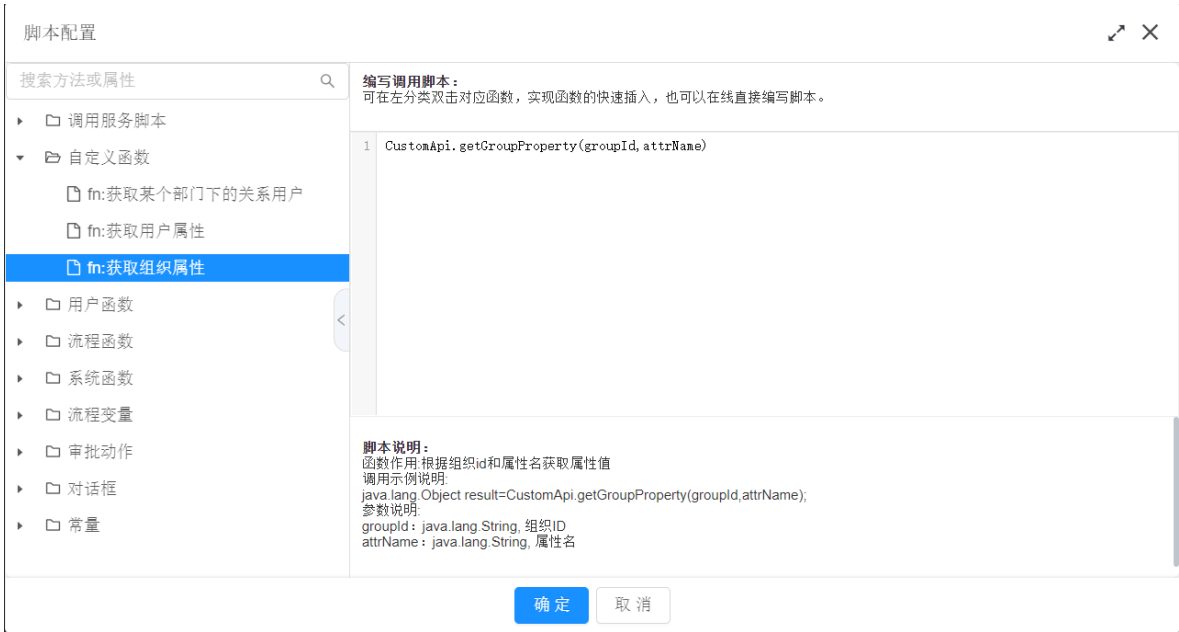 脚本配置
搜索方法或属性
调用服务脚本
自定义函数
fn:获取某个部门下的关系用户
fn:获取用户属性
fn:获取组织属性
用户函数
流程函数
系统函数
流程变量
审批动作
对话框
常量
编写调用脚本：
可在左分类双击对应函数，实现函数的快速插入，也可以在线直接编写脚本。
1 CustomApi.getGroupProperty(groupId,attrName)
脚本说明：
函数作用:根据组织id和属性名获取属性值
调用示例说明:
java.lang.Object result=CustomApi.getGroupProperty(groupId,attrName);
参数说明:
groupId：java.lang.String, 组织ID
attrName：java.lang.String, 属性名
确 定
取 消